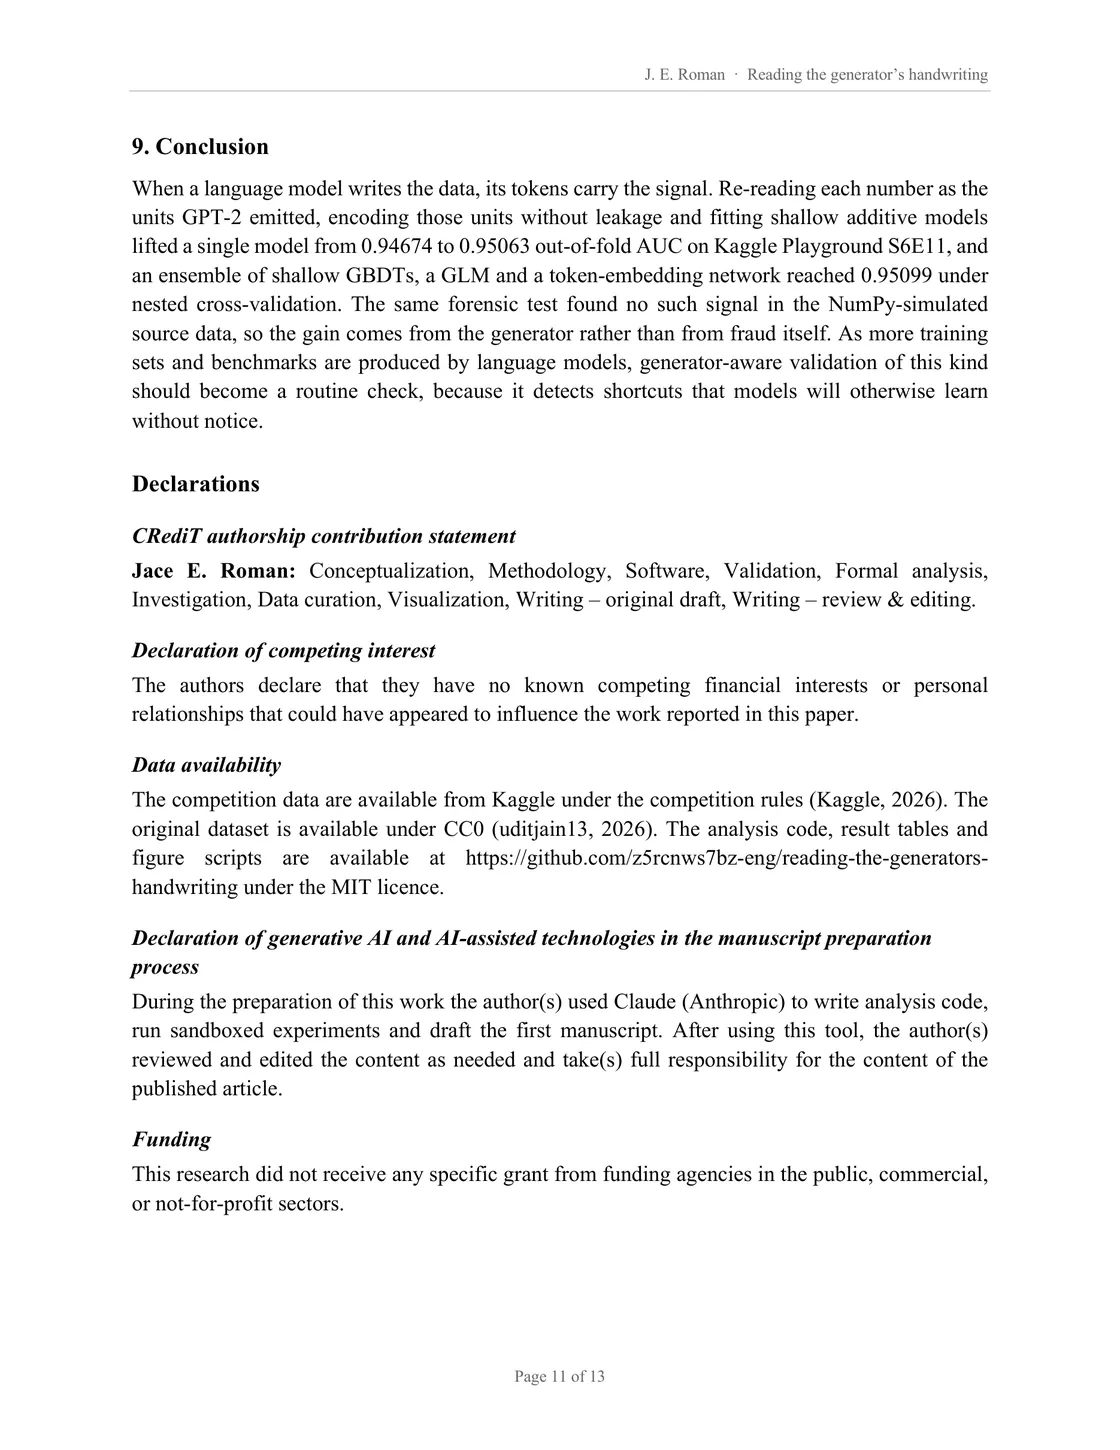 J. E. Roman · Reading the generator’s handwriting
9. Conclusion
When a language model writes the data, its tokens carry the signal. Re-reading each number as the
units GPT-2 emitted, encoding those units without leakage and fitting shallow additive models
lifted a single model from 0.94674 to 0.95063 out-of-fold AUC on Kaggle Playground S6E11, and
an ensemble of shallow GBDTs, a GLM and a token-embedding network reached 0.95099 under
nested cross-validation. The same forensic test found no such signal in the NumPy-simulated
source data, so the gain comes from the generator rather than from fraud itself. As more training
sets and benchmarks are produced by language models, generator-aware validation of this kind
should become a routine check, because it detects shortcuts that models will otherwise learn
without notice.
Declarations
CRediT authorship contribution statement
Jace E. Roman: Conceptualization, Methodology, Software, Validation, Formal analysis,
Investigation, Data curation, Visualization, Writing – original draft, Writing – review & editing.
Declaration of competing interest
The authors declare that they have no known competing financial interests or personal
relationships that could have appeared to influence the work reported in this paper.
Data availability
The competition data are available from Kaggle under the competition rules (Kaggle, 2026). The
original dataset is available under CC0 (uditjain13, 2026). The analysis code, result tables and
figure scripts are available at https://github.com/z5rcnws7bz-eng/reading-the-generators-
handwriting under the MIT licence.
Declaration of generative AI and AI-assisted technologies in the manuscript preparation
process
During the preparation of this work the author(s) used Claude (Anthropic) to write analysis code,
run sandboxed experiments and draft the first manuscript. After using this tool, the author(s)
reviewed and edited the content as needed and take(s) full responsibility for the content of the
published article.
Funding
This research did not receive any specific grant from funding agencies in the public, commercial,
or not-for-profit sectors.
Page 11 of 13